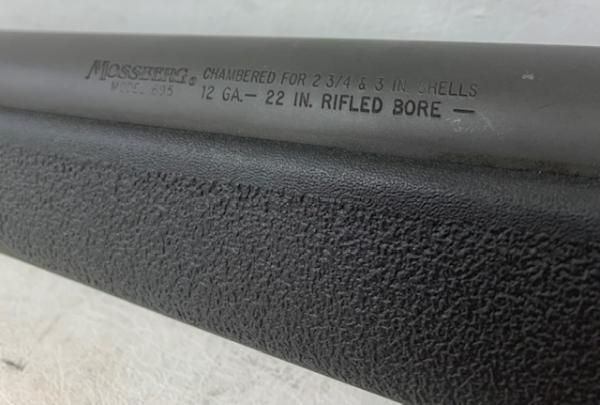 MOSSBERG® CHAMBERED FOR 2 3/4 & 3 IN. SHELLS
MODEL 695 12 GA.— 22 IN. RIFLED BORE —